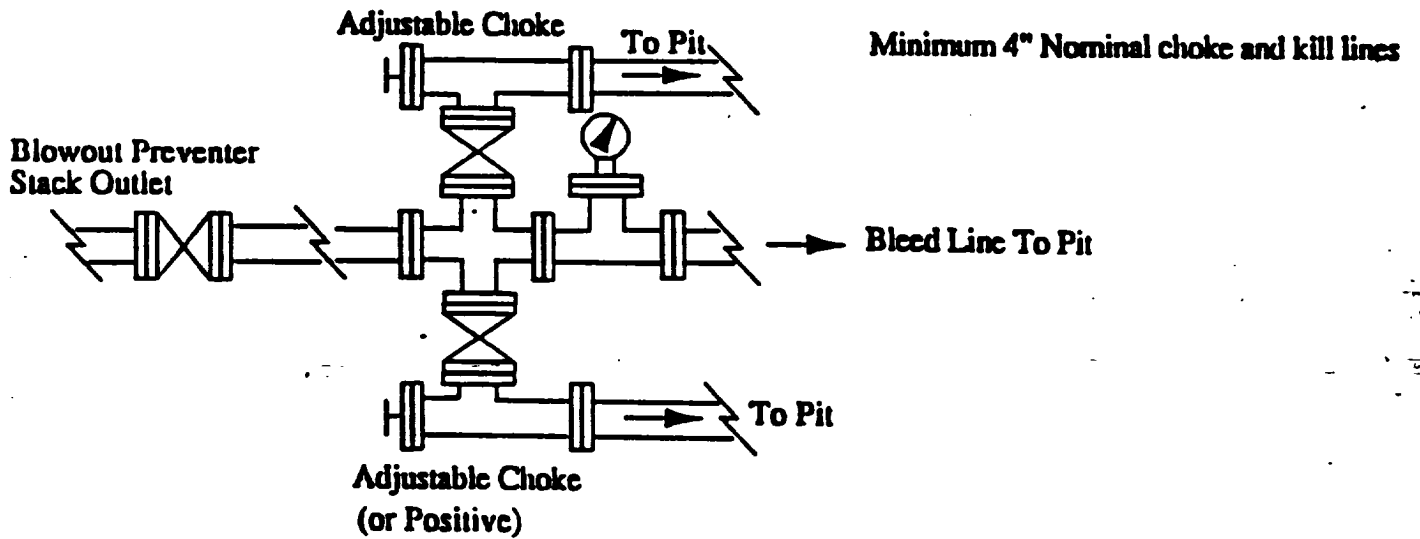 Adjustable Choke
To Pit
Minimum 4" Nominal choke and kill lines
Blowout Preventer
Stack Outlet
Bleed Line To Pit
To Pit
Adjustable Choke
(or Positive)